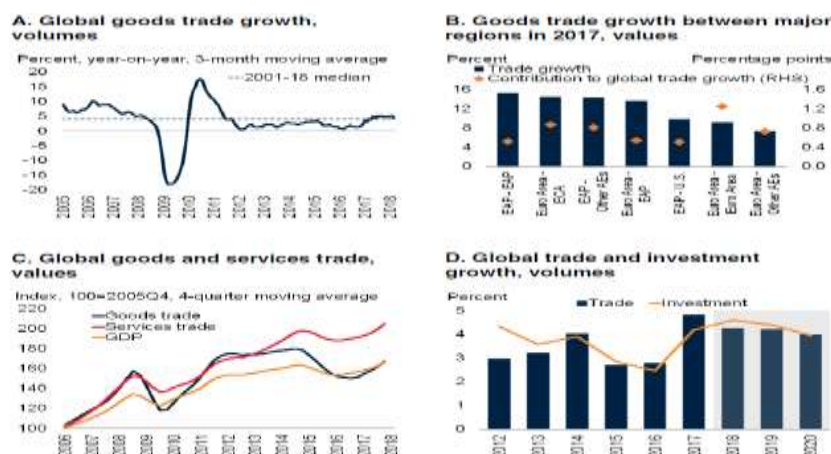 A. Global goods trade growth,
volumes
Percent, year-on-year, 3-month moving average
2001-18 median
20
15
10
5
0
-5
-10
-15
-20
2005
2006
2007
2008
2009
2010
2011
2012
2013
2014
2015
2016
2017
2018
B. Goods trade growth between major
regions in 2017, values
Percent
Percentage points
Trade growth
Contribution to global trade growth (RHS)
16
12
8
4
0
1.6
1.2
0.8
0.4
0.0
EAP - EAP
Euro Area -
ECA
EAP -
Other AEs
Euro Area -
EAP
EAP - U.S.
Euro Area -
Euro Area
Euro Area -
Other AEs
C. Global goods and services trade,
values
Index, 100=2005Q4, 4-quarter moving average
Goods trade
Services trade
GDP
220
200
180
160
140
120
100
2006
2007
2008
2009
2010
2011
2012
2013
2014
2015
2016
2017
2018
D. Global trade and investment
growth, volumes
Percent
Trade
Investment
5
4
3
2
1
0
2012
2013
2014
2015
2016
2017
2018
2019
2020